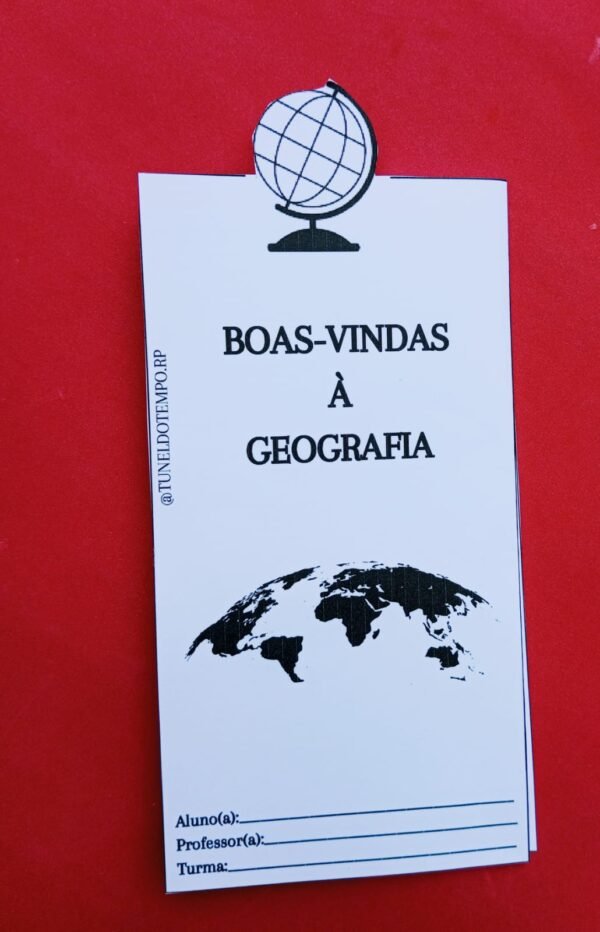 BOAS-VINDAS
À
GEOGRAFIA
@TUNELDOTEMPO.RP
Aluno(a):
Professor(a):
Turma: